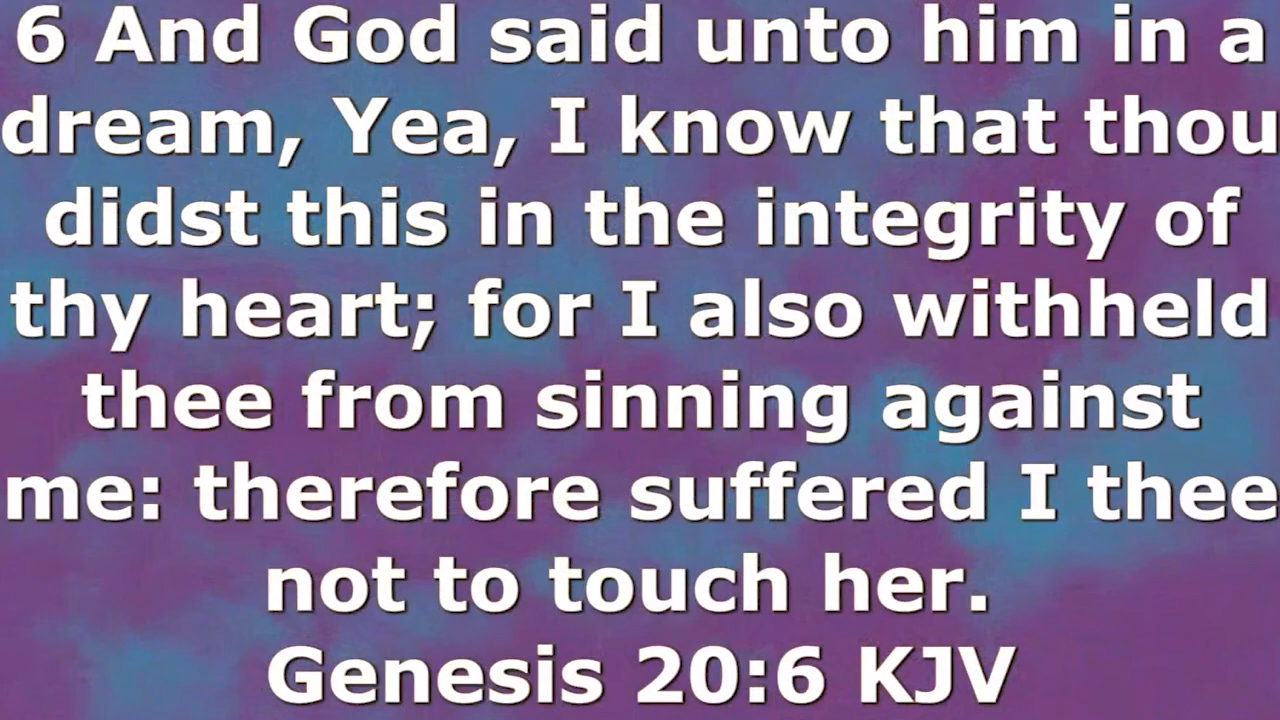 6 And God said unto him in a
dream, Yea, I know that thou
didst this in the integrity of
thy heart; for I also withheld
thee from sinning against
me: therefore suffered I thee
not to touch her.
Genesis 20:6 KJV